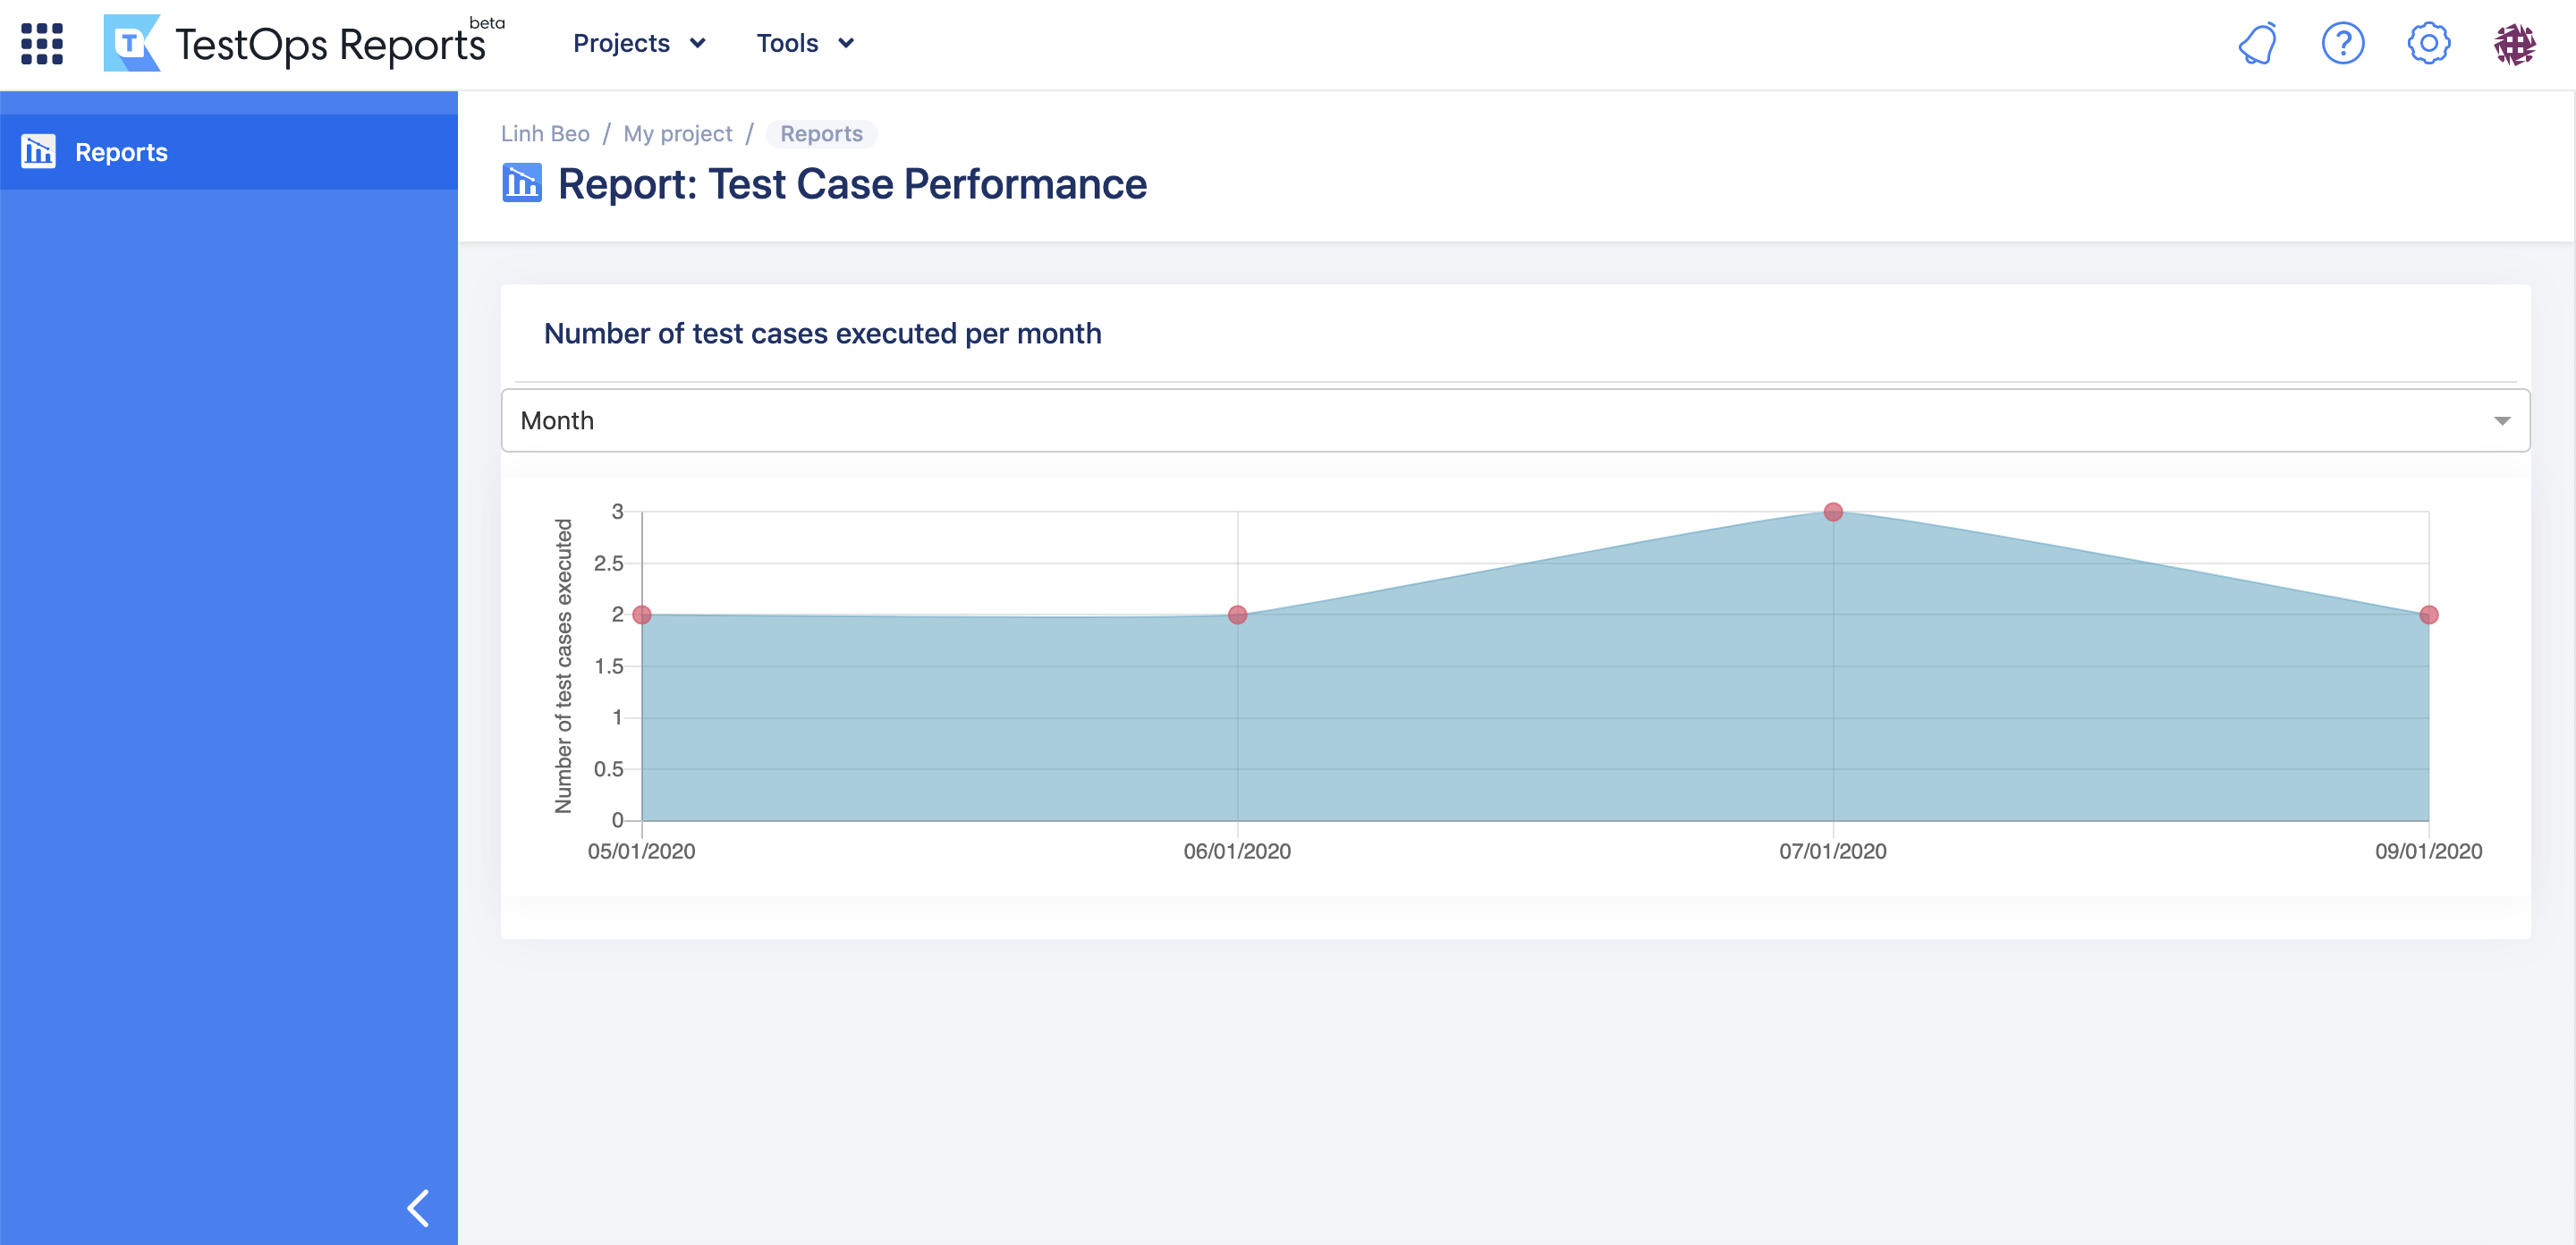 TestOps Reports beta
Projects
Tools
Reports
Linh Beo / My project / Reports
Report: Test Case Performance
Number of test cases executed per month
Month
Number of test cases executed
3
2.5
2
1.5
1
0.5
0
05/01/2020
06/01/2020
07/01/2020
09/01/2020